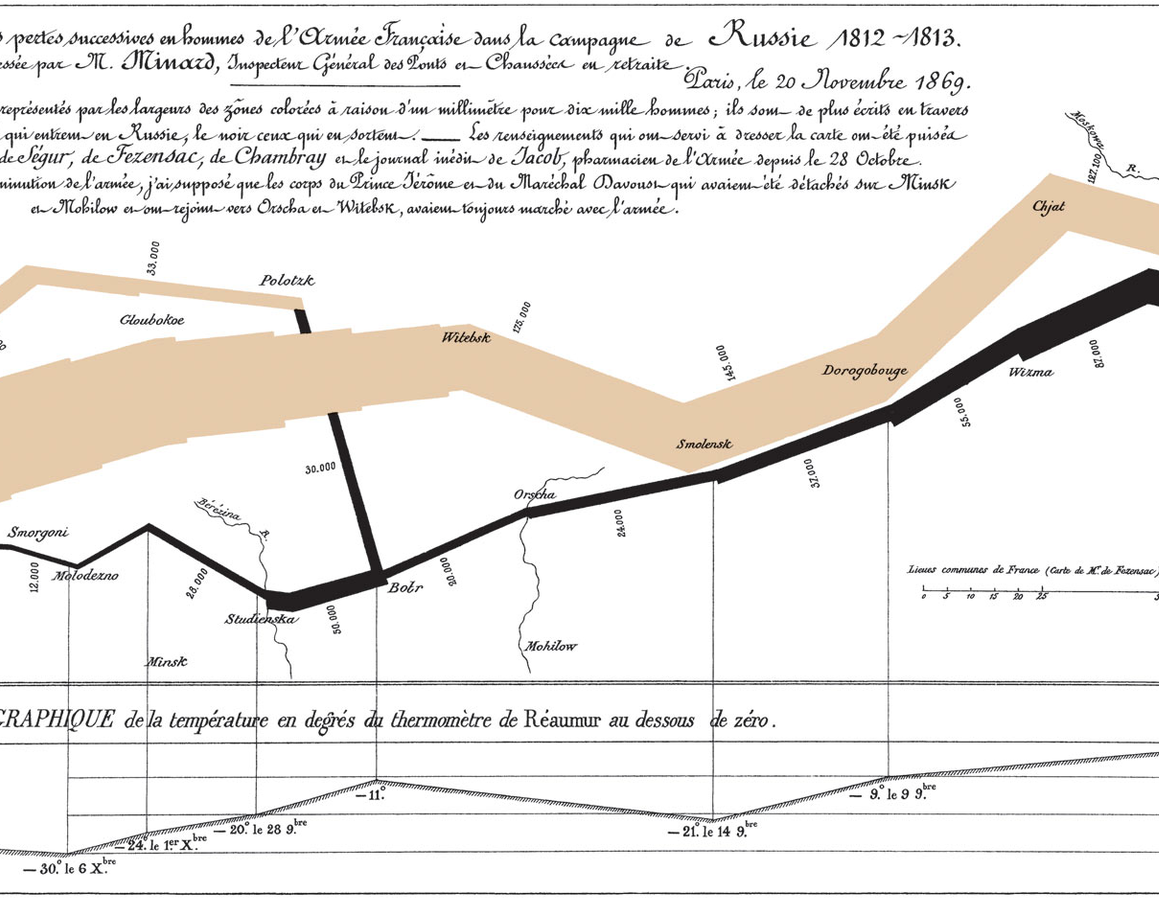 pertes successives en hommes de l'Armée Française dans la campagne de Russie 1812~1813.
par M. Minard, Inspecteur Général des Ponts et Chaussées en retraite.
Paris, le 20 Novembre 1869.
représentés par les largeurs des zônes colorées à raison d'un millimètre pour dix mille hommes; ils sont de plus écrits en travers
qui entrent en Russie, le noir ceux qui en sortent. — Les renseignements qui ont servi à dresser la carte ont été puisés
de Ségur, de Fezensac, de Chambray et le journal inédit de Jacob, pharmacien de l'Armée depuis le 28 Octobre.
de l'armée, j'ai supposé que les corps du Prince Jérôme et du Maréchal Davoust qui avaient été détachés sur Minsk
et Mohilow et ont rejoint vers Orscha et Witebsk, avaient toujours marché avec l'armée.
Moskowa
R.
127.100
Chjat
33.000
Polotzk
Gloubokoe
175.000
Witebsk
145.000
Dorogobouge
Wizma
87.000
55.000
Smolensk
37.000
30.000
Orscha
24.000
Bérézina
R.
Smorgoni
12.000
Molodezno
28.000
20.000
Bobr
Studienska
50.000
Lieues communes de France (Carte de Mr. de Fezensac)
0 5 10 15 20 25
Mohilow
Minsk
GRAPHIQUE de la température en degrés du thermomètre de Réaumur au dessous de zéro.
— 11°.
— 9°. le 9 9.bre
— 20°. le 28 9.bre
— 21°. le 14 9.bre
— 24°. le 1.er X.bre
— 30°. le 6 X.bre